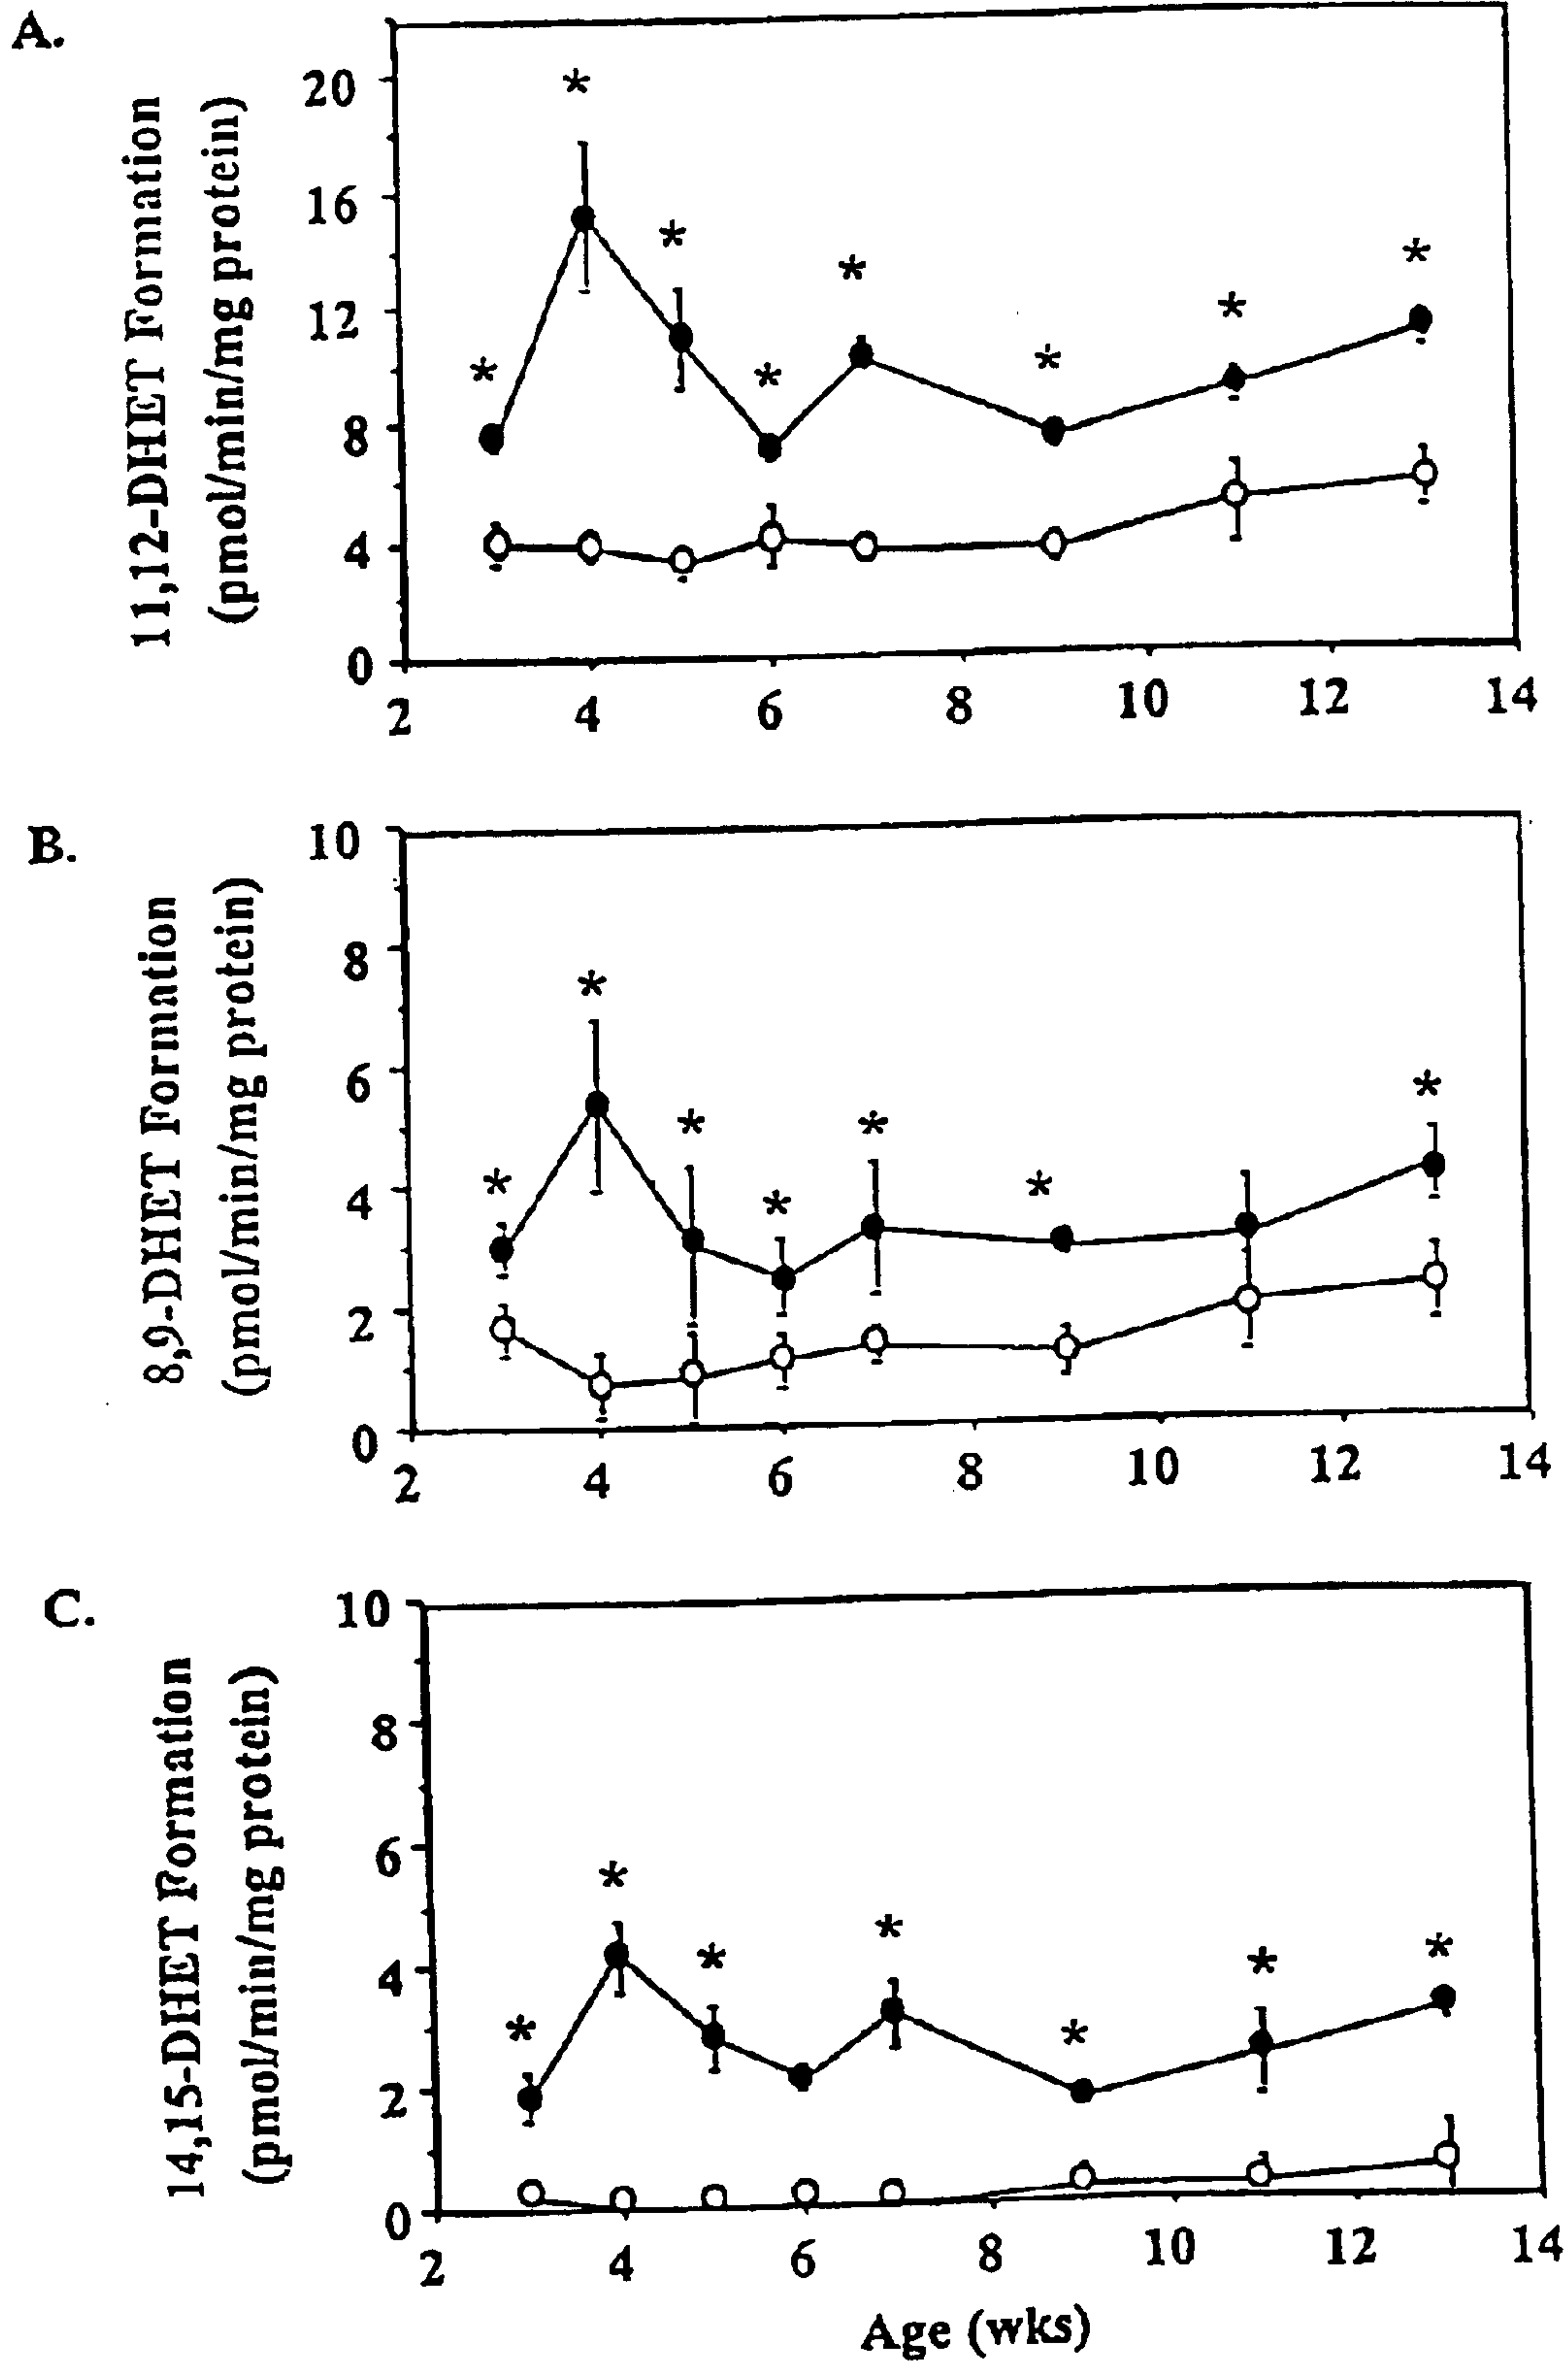 A.
11,12-DHET Formation
(pmol/min/mg protein)
20
16
12
8
4
0
2 4 6 8 10 12 14
* * * * * * * *
B.
8,9-DHET Formation
(pmol/min/mg protein)
10
8
6
4
2
0
2 4 6 8 10 12 14
* * * * * * *
C.
14,15-DHET Formation
(pmol/min/mg protein)
10
8
6
4
2
0
2 4 6 8 10 12 14
* * * * * * *
Age (wks)